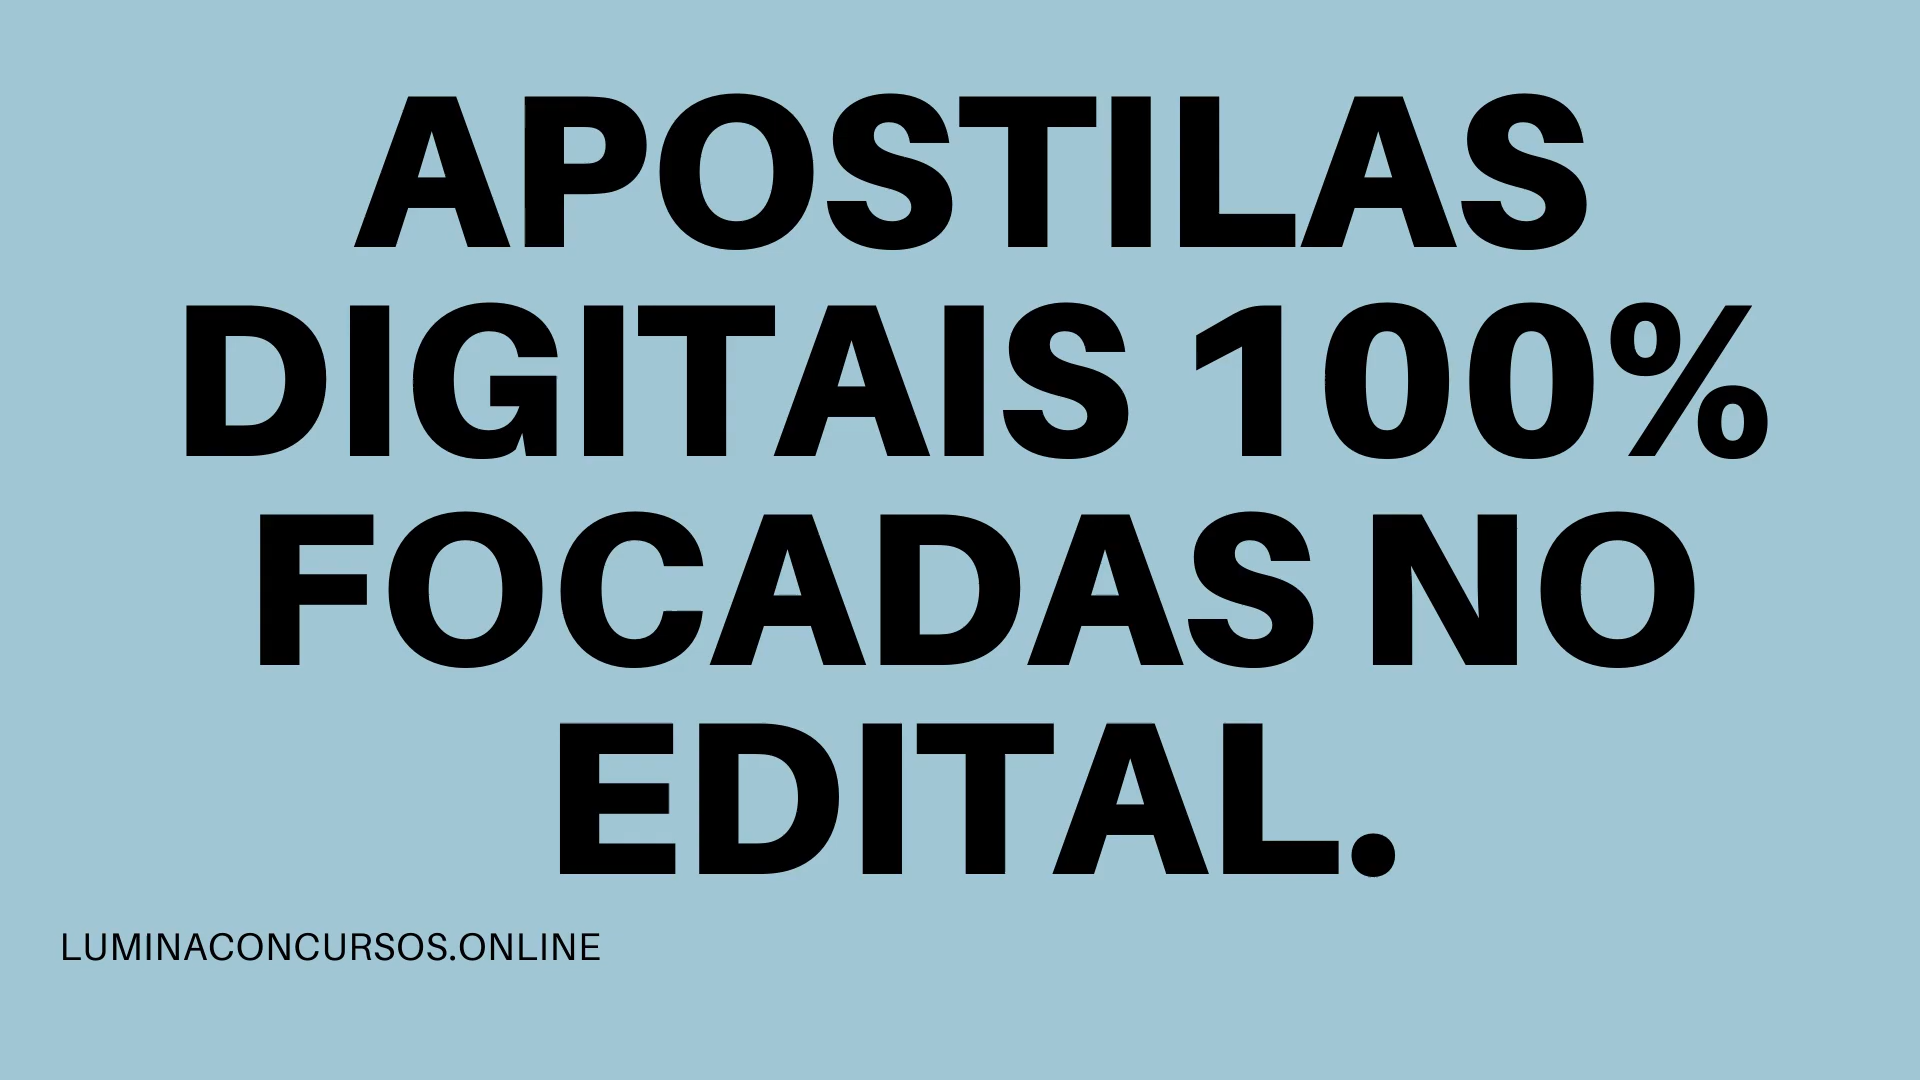 APOSTILAS
DIGITAIS 100%
FOCADAS NO
EDITAL.
LUMINACONCURSOS.ONLINE